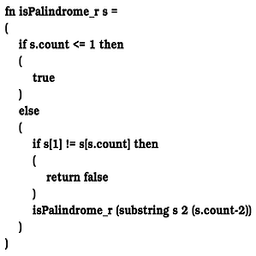 fn isPalindrome_r s =
(
if s.count <= 1 then
(
true
)
else
(
if s[1] != s[s.count] then
(
return false
)
isPalindrome_r (substring s 2 (s.count-2))
)
)